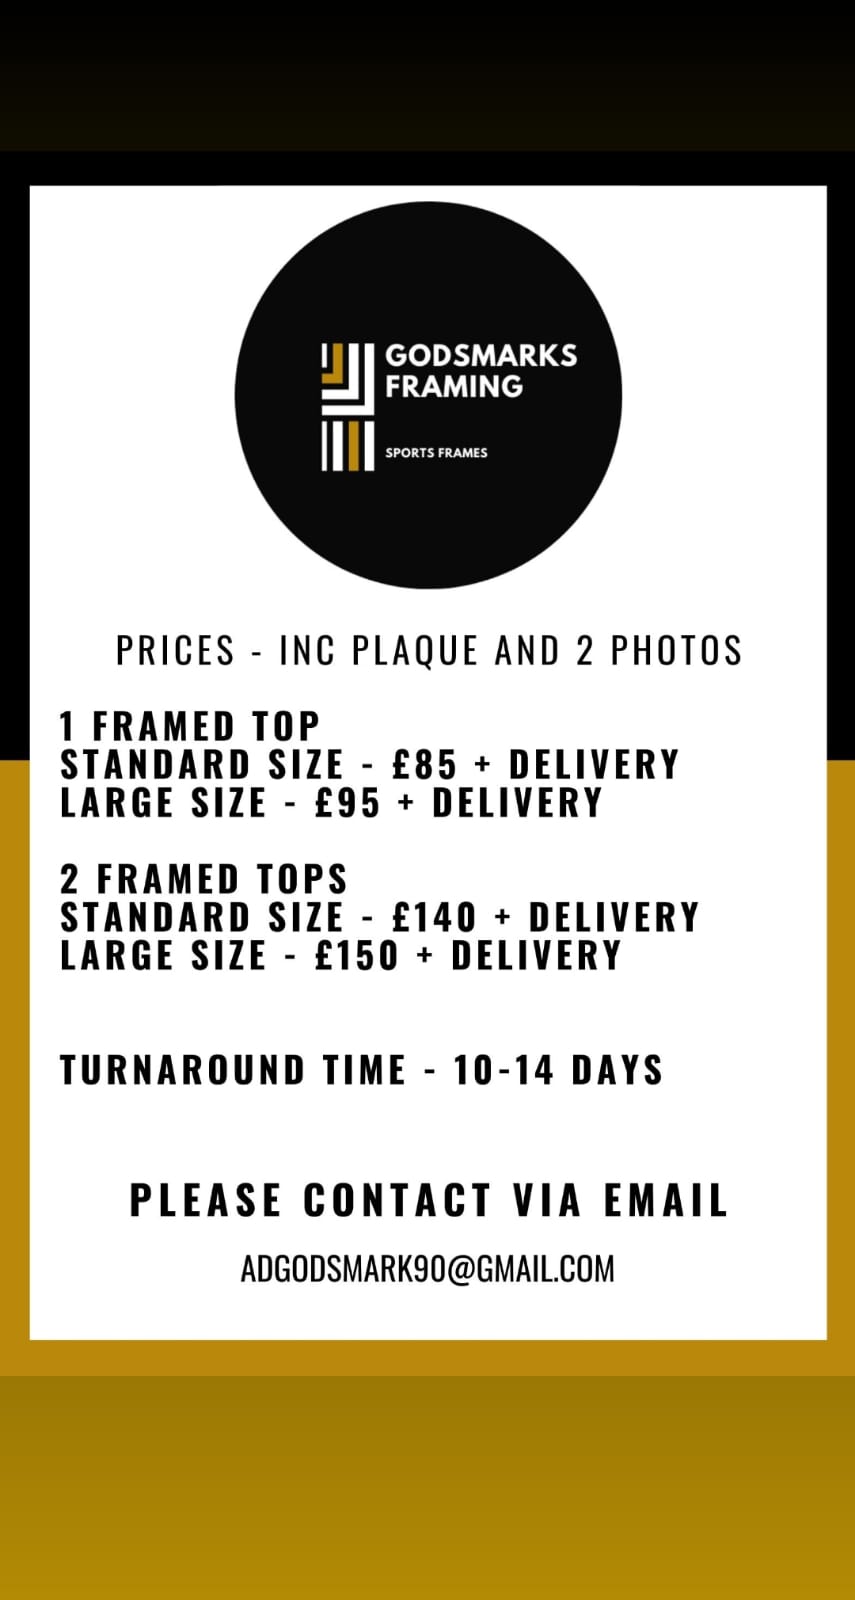 GODSMARKS
FRAMING
SPORTS FRAMES
PRICES - INC PLAQUE AND 2 PHOTOS
1 FRAMED TOP
STANDARD SIZE - £85 + DELIVERY
LARGE SIZE - £95 + DELIVERY
2 FRAMED TOPS
STANDARD SIZE - £140 + DELIVERY
LARGE SIZE - £150 + DELIVERY
TURNAROUND TIME - 10-14 DAYS
PLEASE CONTACT VIA EMAIL
ADGODSMARK90@GMAIL.COM